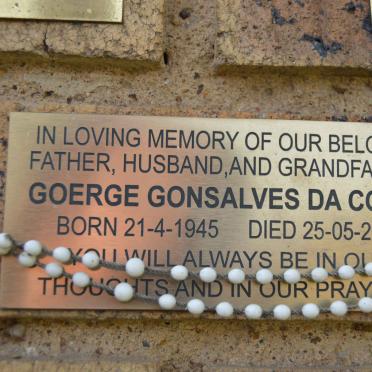 IN LOVING MEMORY OF OUR BELO
FATHER, HUSBAND,AND GRANDFA
GOERGE GONSALVES DA CO
BORN 21-4-1945 DIED 25-05-2
YOU WILL ALWAYS BE IN OU
THOUGHTS AND IN OUR PRAY